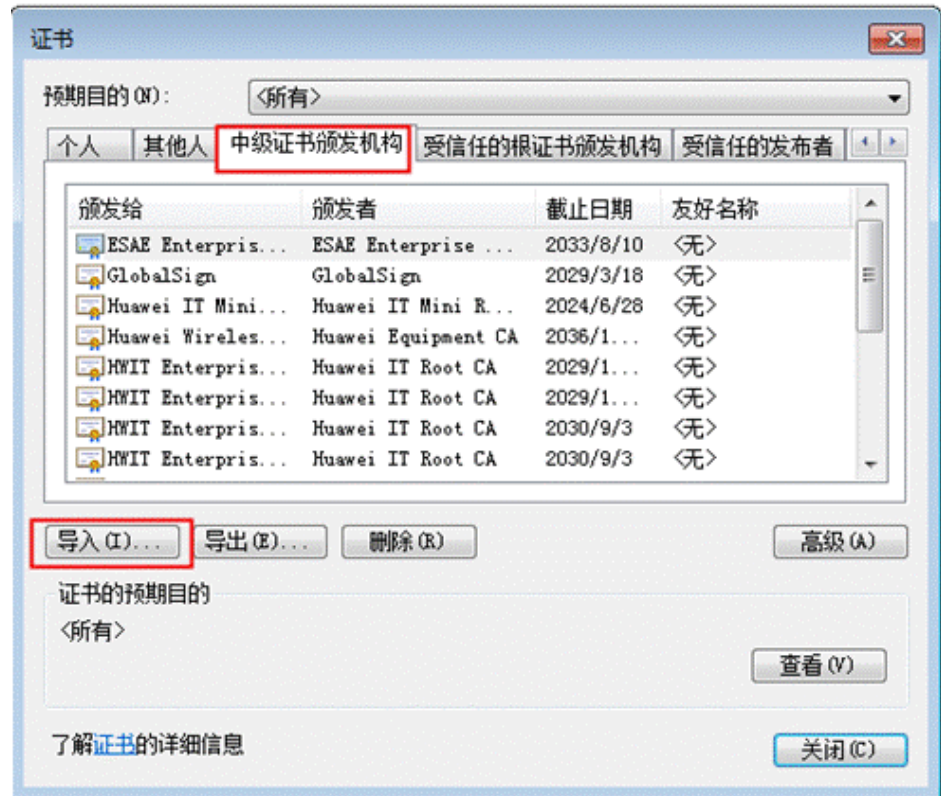 证书
预期目的(N): <所有>
个人 其他人 中级证书颁发机构 受信任的根证书颁发机构 受信任的发布者
颁发给 颁发者 截止日期 友好名称
ESAE Enterpris... ESAE Enterprise ... 2033/8/10 <无>
GlobalSign GlobalSign 2029/3/18 <无>
Huawei IT Mini... Huawei IT Mini R... 2024/6/28 <无>
Huawei Wireles... Huawei Equipment CA 2036/1... <无>
HWIT Enterpris... Huawei IT Root CA 2029/1... <无>
HWIT Enterpris... Huawei IT Root CA 2029/1... <无>
HWIT Enterpris... Huawei IT Root CA 2030/9/3 <无>
HWIT Enterpris... Huawei IT Root CA 2030/9/3 <无>
导入(I)... 导出(E)... 删除(R) 高级(A)
证书的预期目的
<所有>
查看(V)
了解证书的详细信息
关闭(C)